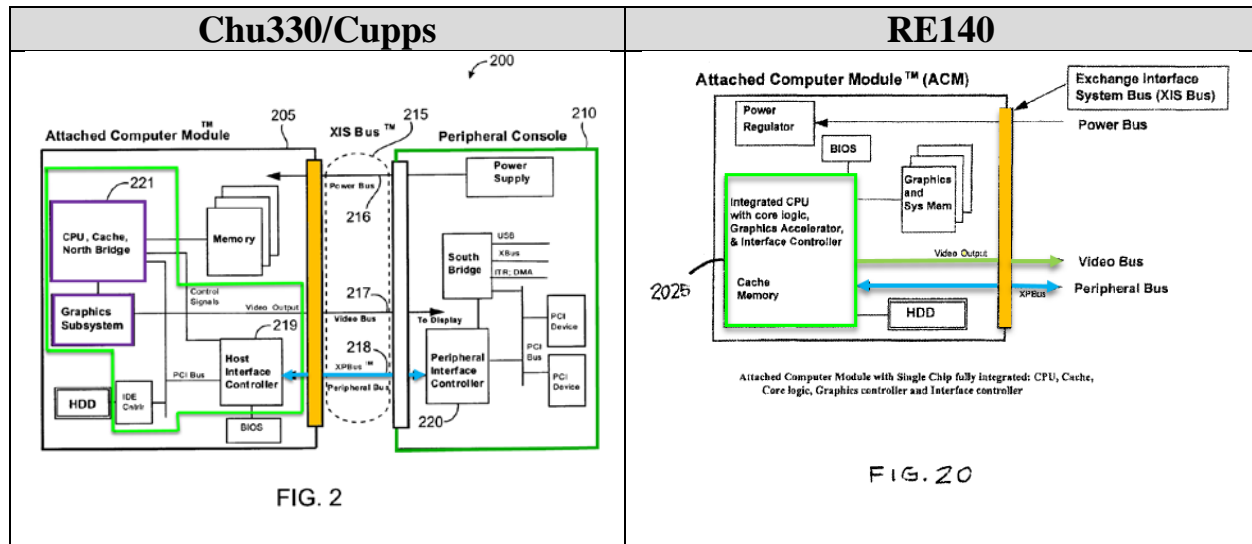 Chu330/Cupps
200
Attached Computer Module™
205
XIS Bus™
215
Peripheral Console
210
221
CPU, Cache,
North Bridge
Memory
Power Bus
216
Power
Supply
Control
Signals
South
Bridge
USB
XBus
Graphics
Subsystem
Video Output
217
Video Bus
To Display
219
Host
Interface
Controller
218
XPBus™
Peripheral Bus
Peripheral
Interface
Controller
220
PCI
Bus
PCI
Device
PCI
Device
PCI Bus
HDD
IDE
Cntlr
BIOS
FIG. 2
RE140
Attached Computer Module™ (ACM)
Exchange Interface
System Bus (XIS Bus)
Power
Regulator
Power Bus
BIOS
Graphics
and
Sys Mem
Integrated CPU
with core logic,
Graphics Accelerator,
& Interface Controller
Cache
Memory
2025
Video Output
Video Bus
XPBus
Peripheral Bus
HDD
Attached Computer Module with Single Chip fully integrated: CPU, Cache,
Core logic, Graphics controller and Interface controller
FIG. 20